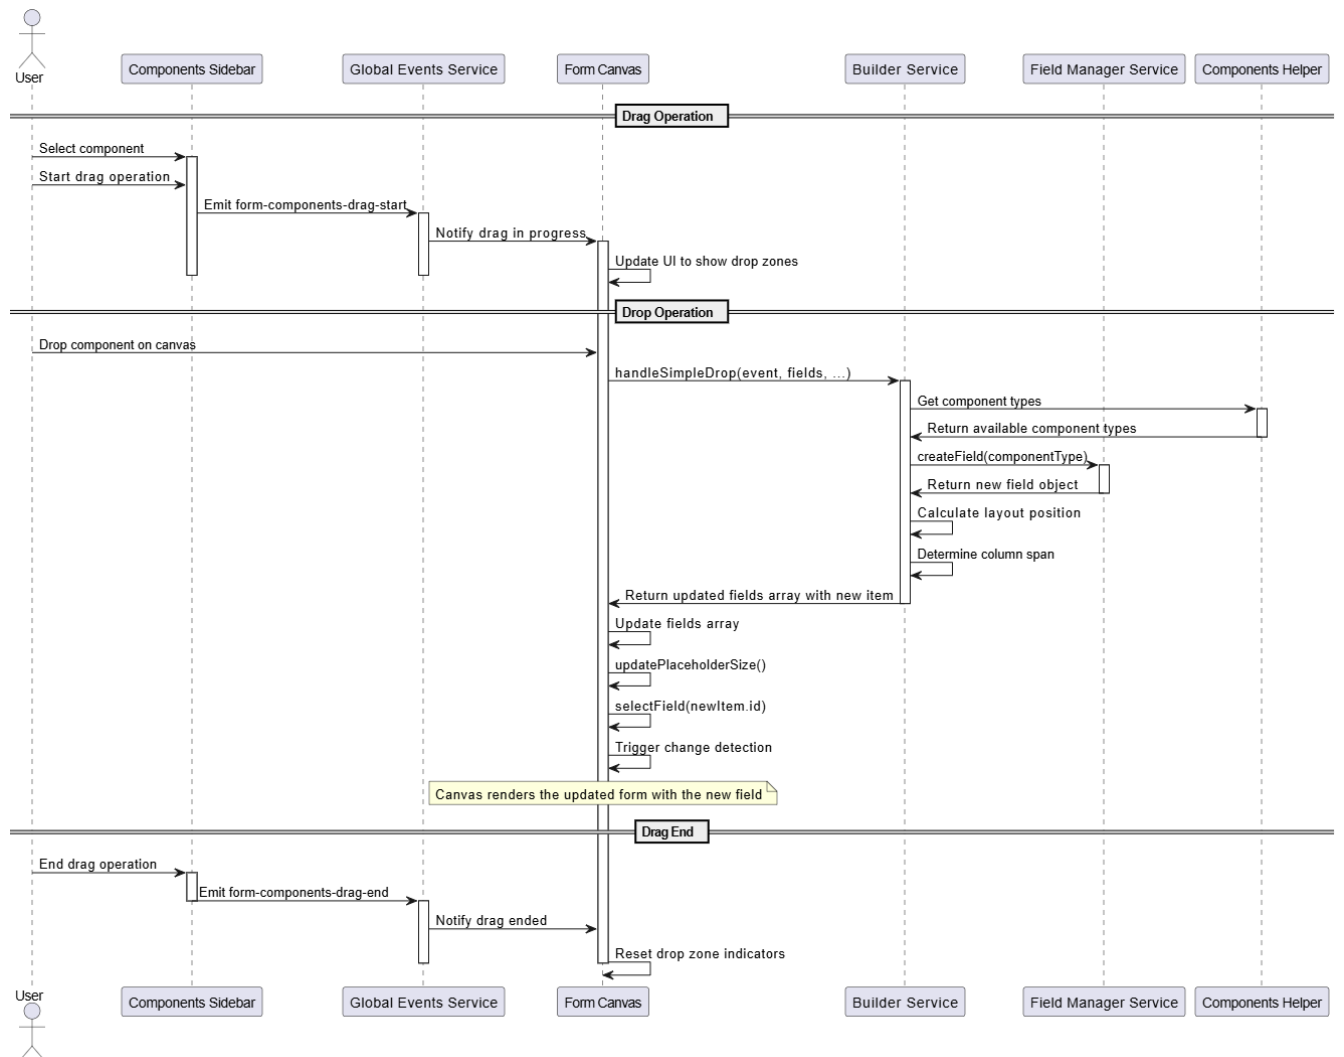 User
Components Sidebar
Global Events Service
Form Canvas
Builder Service
Field Manager Service
Components Helper
Drag Operation
Select component
Start drag operation
Emit form-components-drag-start
Notify drag in progress
Update UI to show drop zones
Drop Operation
Drop component on canvas
handleSimpleDrop(event, fields, ...)
Get component types
Return available component types
createField(componentType)
Return new field object
Calculate layout position
Determine column span
Return updated fields array with new item
Update fields array
updatePlaceholderSize()
selectField(newItem.id)
Trigger change detection
Canvas renders the updated form with the new field
Drag End
End drag operation
Emit form-components-drag-end
Notify drag ended
Reset drop zone indicators
User
Components Sidebar
Global Events Service
Form Canvas
Builder Service
Field Manager Service
Components Helper